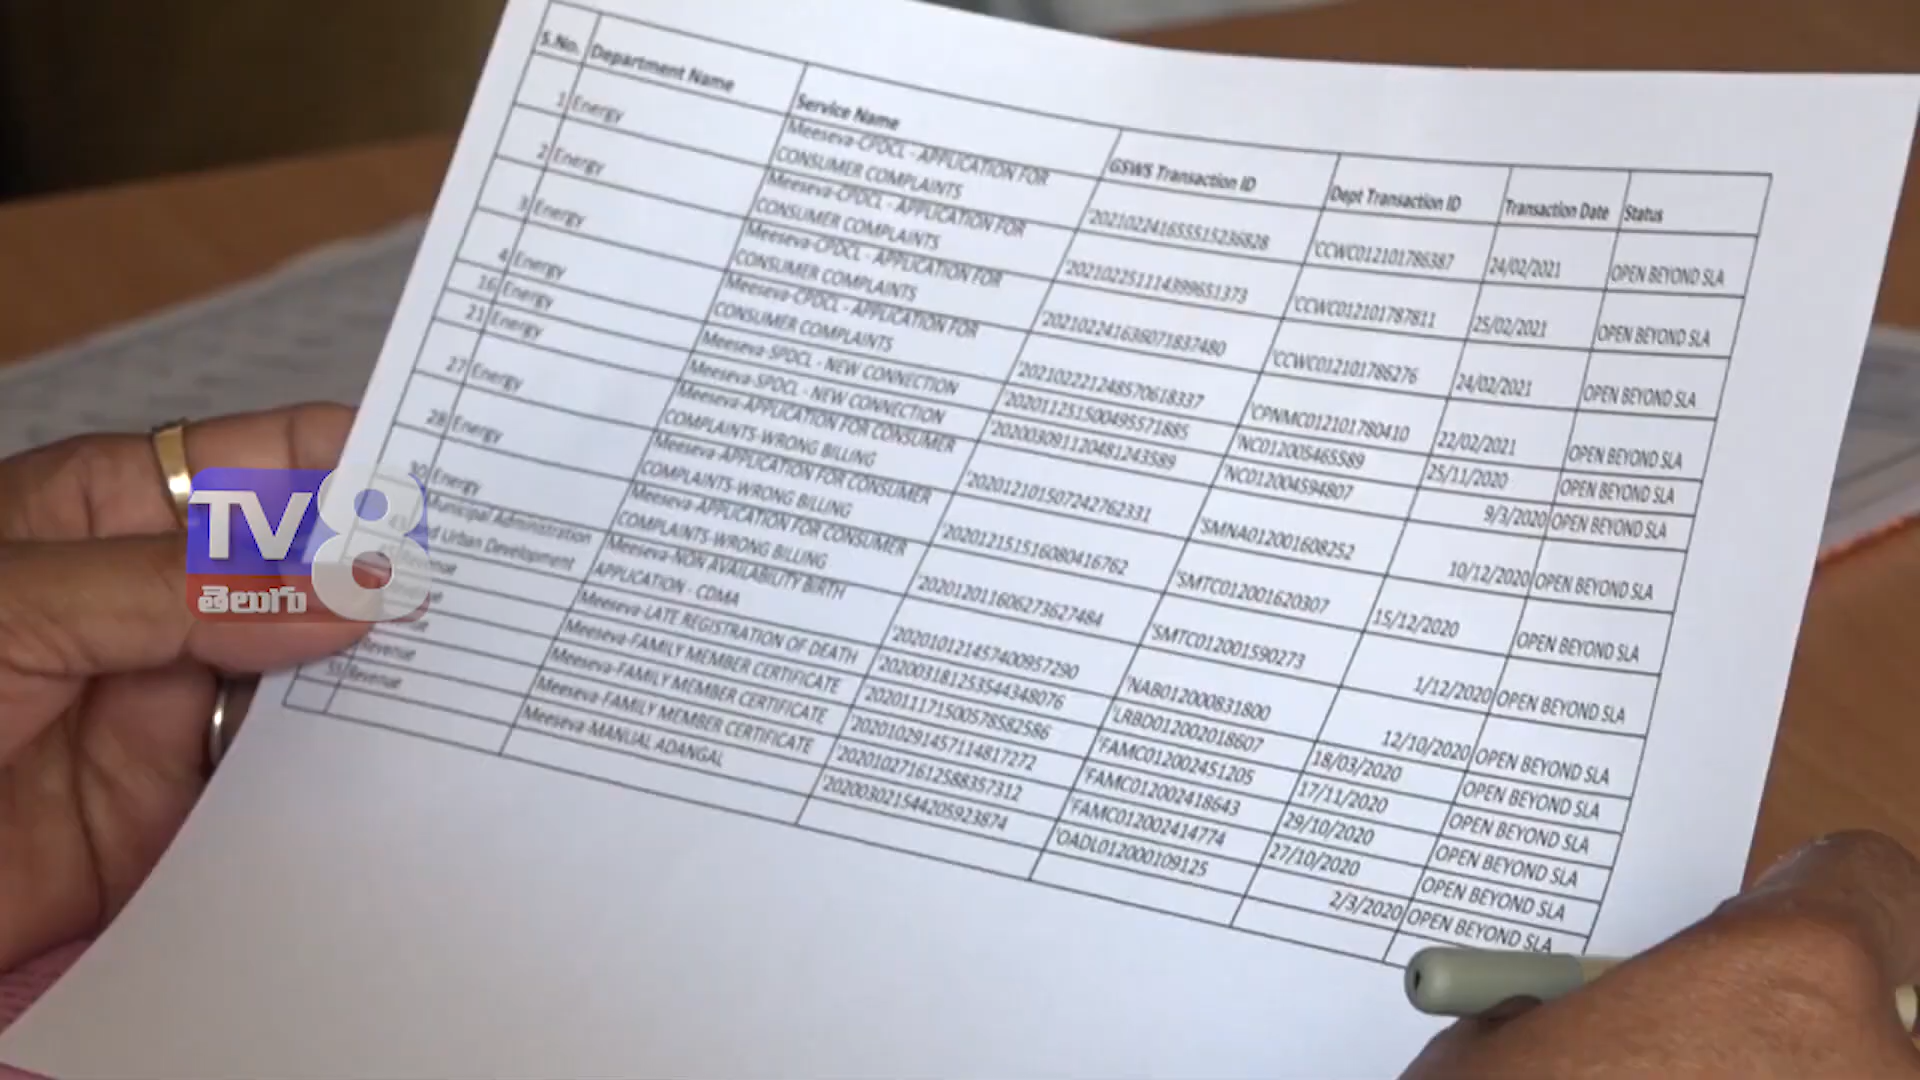 S.No. Department Name Service Name GSWS Transaction ID Dept Transaction ID Transaction Date Status
1 Energy Meeseva-CPDCL - APPLICATION FOR
CONSUMER COMPLAINTS '20210224165551523​6828 'CCWC012101786387 24/02/2021 OPEN BEYOND SLA
2 Energy Meeseva-CPDCL - APPLICATION FOR
CONSUMER COMPLAINTS '20210225111439965​1373 'CCWC012101787811 25/02/2021 OPEN BEYOND SLA
3 Energy Meeseva-CPDCL - APPLICATION FOR
CONSUMER COMPLAINTS '202102241636071837480 'CCWC012101786276 24/02/2021 OPEN BEYOND SLA
4 Energy Meeseva-CPDCL - APPLICATION FOR
CONSUMER COMPLAINTS '202102221248570618337 'CPNMC012101780410 22/02/2021 OPEN BEYOND SLA
16 Energy Meeseva-SPDCL - NEW CONNECTION '202011251500495571885 'NC012005465589 25/11/2020 OPEN BEYOND SLA
21 Energy Meeseva-SPDCL - NEW CONNECTION '202003091120481243589 'NC012004594807 9/3/2020 OPEN BEYOND SLA
27 Energy Meeseva-APPLICATION FOR CONSUMER
COMPLAINTS-WRONG BILLING '202012101507242762331 'SMNA012001608252 10/12/2020 OPEN BEYOND SLA
28 Energy Meeseva-APPLICATION FOR CONSUMER
COMPLAINTS-WRONG BILLING '202012151516080416762 'SMTC012001620307 15/12/2020 OPEN BEYOND SLA
30 Energy Meeseva-APPLICATION FOR CONSUMER
COMPLAINTS-WRONG BILLING '202012011606273627484 'SMTC012001590273 1/12/2020 OPEN BEYOND SLA
Municipal Administration Meeseva-NON AVAILABILITY BIRTH
Urban Development APPLICATION - CDMA '202010121457400957290 'NAB012000831800 12/10/2020 OPEN BEYOND SLA
Meeseva-LATE REGISTRATION OF DEATH '202003181253544348076 'LRBD012002018607 18/03/2020 OPEN BEYOND SLA
Meeseva-FAMILY MEMBER CERTIFICATE '202011171500578582586 'FAMC012002451205 17/11/2020 OPEN BEYOND SLA
Meeseva-FAMILY MEMBER CERTIFICATE '202010291457114817272 'FAMC012002418643 29/10/2020 OPEN BEYOND SLA
Revenue Meeseva-FAMILY MEMBER CERTIFICATE '202010271612588357312 'FAMC012002414774 27/10/2020 OPEN BEYOND SLA
Revenue Meeseva-MANUAL ADANGAL '202003021544205923874 'OADL012000109125 2/3/2020 OPEN BEYOND SLA
TV8
తెలుగు